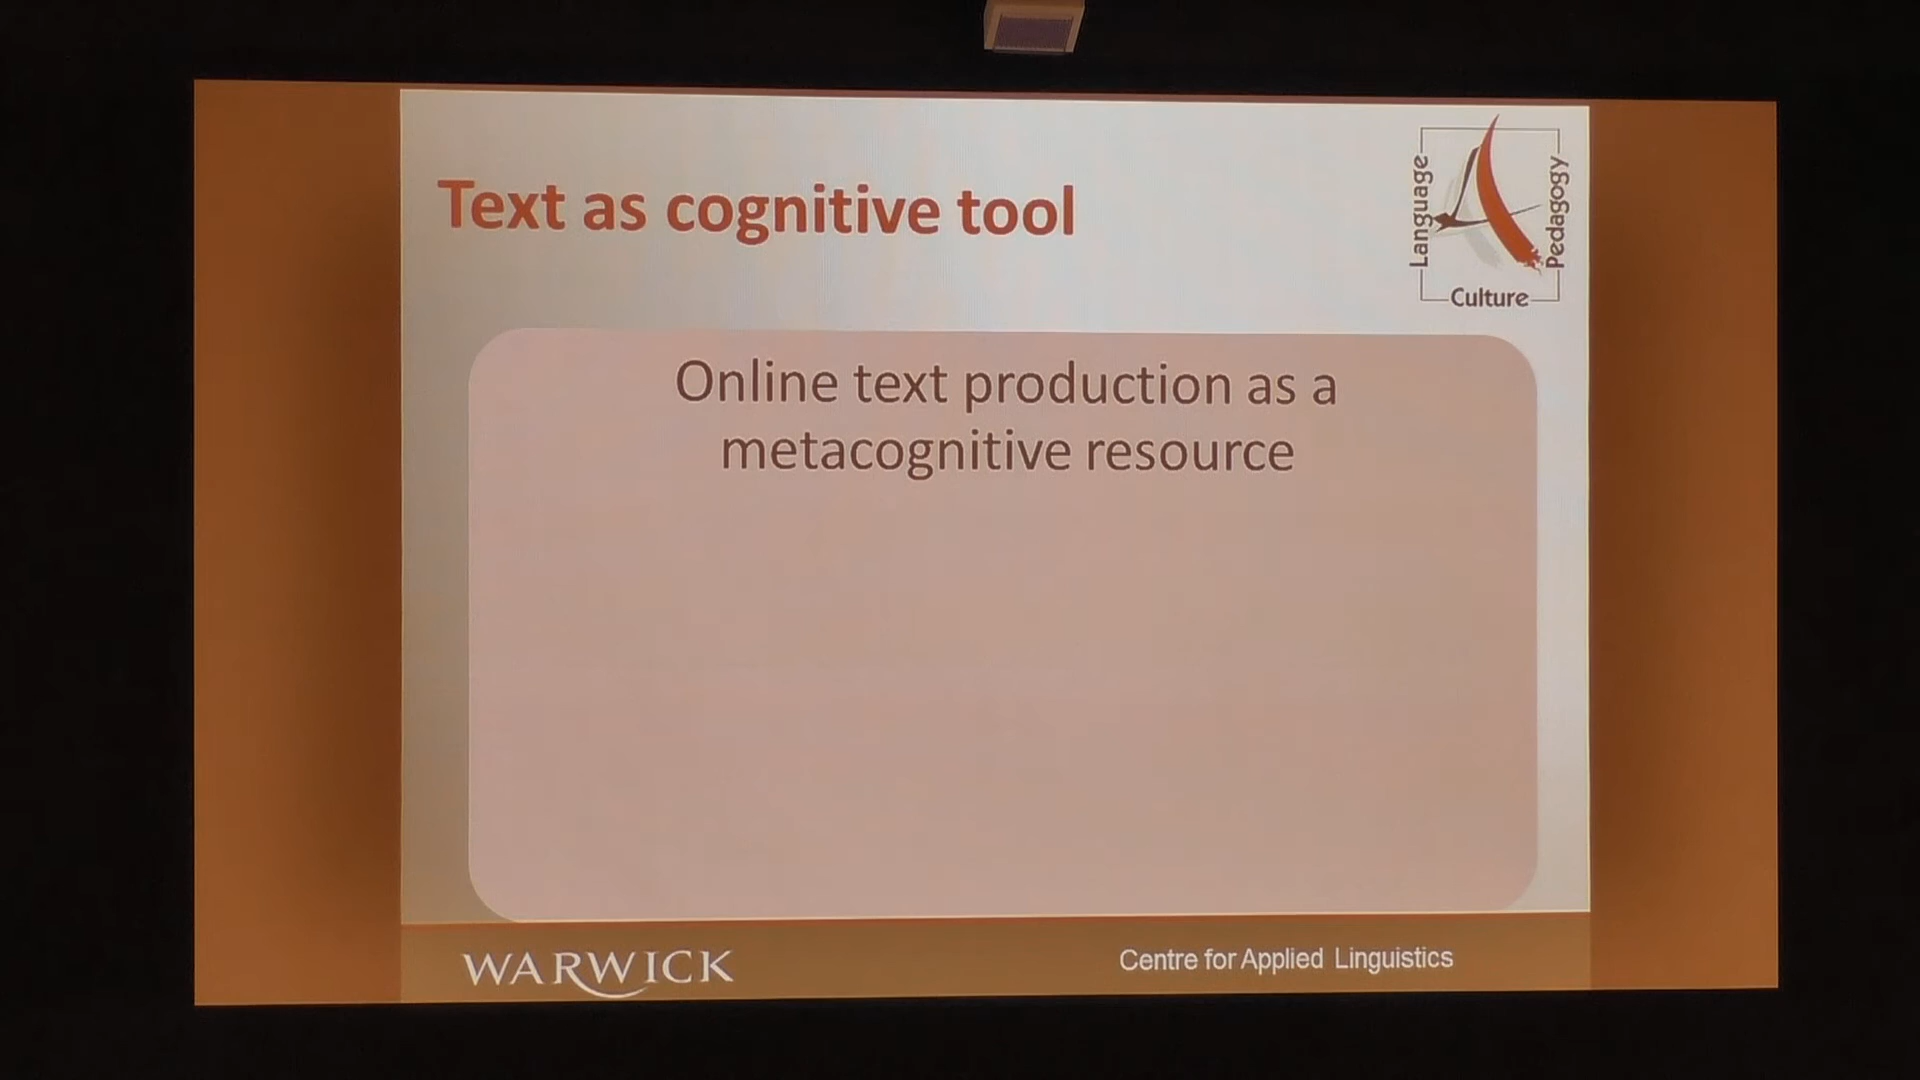 Text as cognitive tool
Language
Pedagogy
Culture
Online text production as a
metacognitive resource
WARWICK
Centre for Applied Linguistics